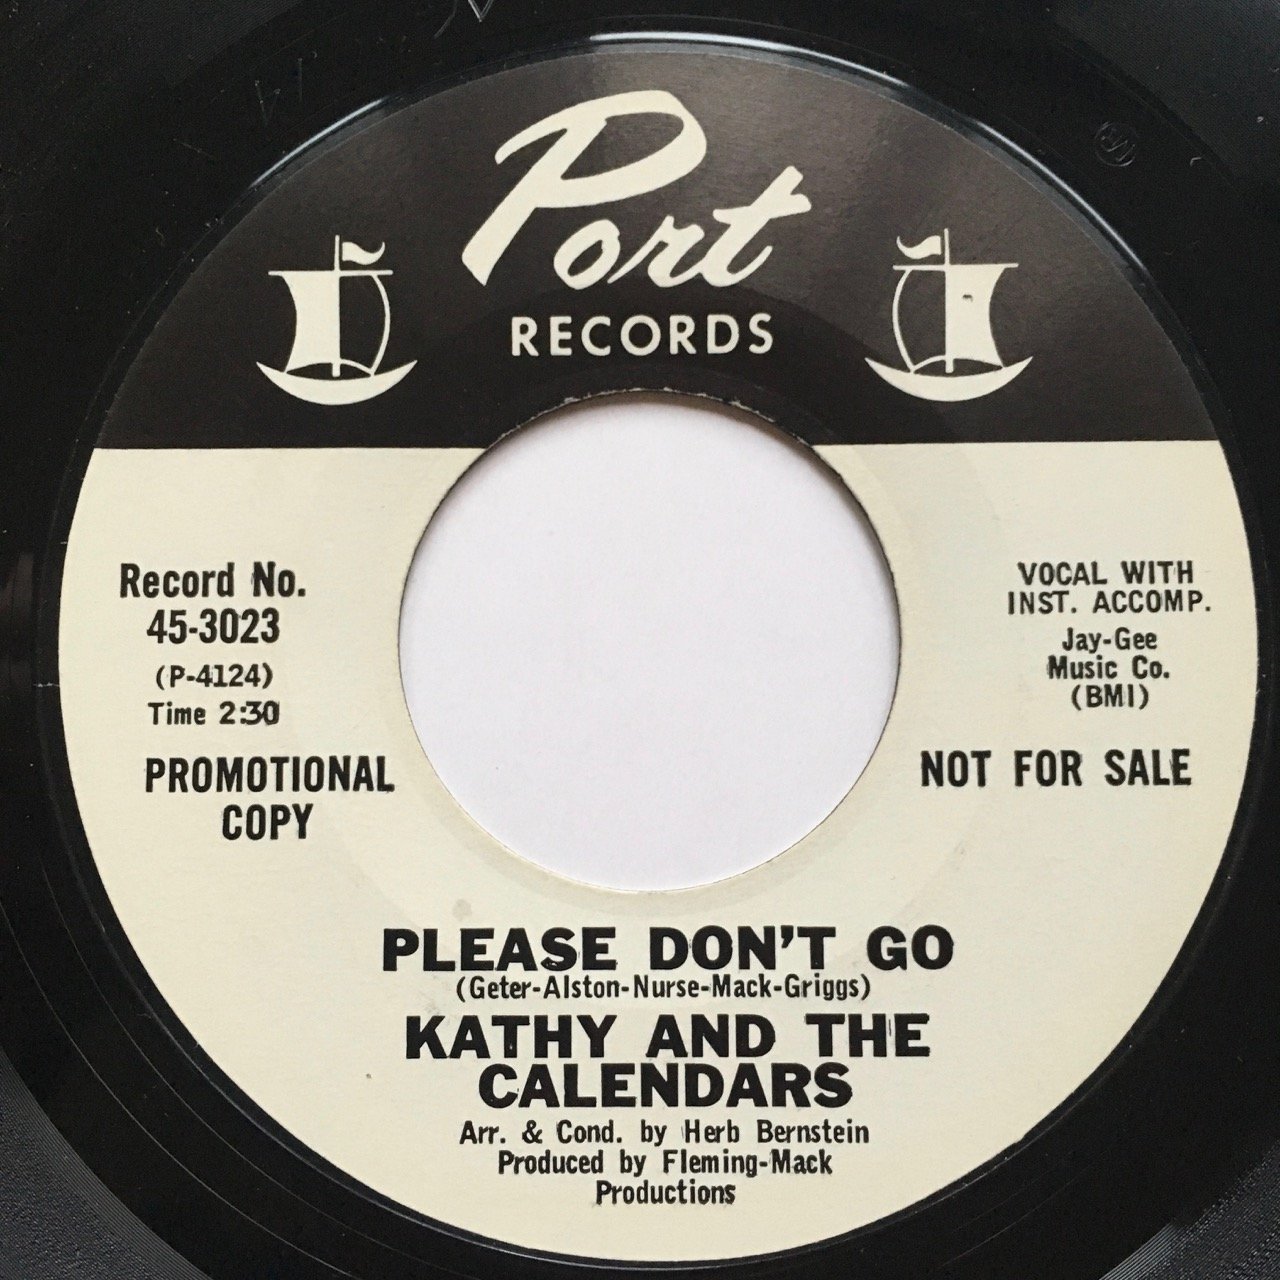 Port
RECORDS
Record No.
45-3023
(P-4124)
Time 2:30
PROMOTIONAL
COPY
VOCAL WITH
INST. ACCOMP.
Jay-Gee
Music Co.
(BMI)
NOT FOR SALE
PLEASE DON'T GO
(Geter-Alston-Nurse-Mack-Griggs)
KATHY AND THE
CALENDARS
Arr. & Cond. by Herb Bernstein
Produced by Fleming-Mack
Productions